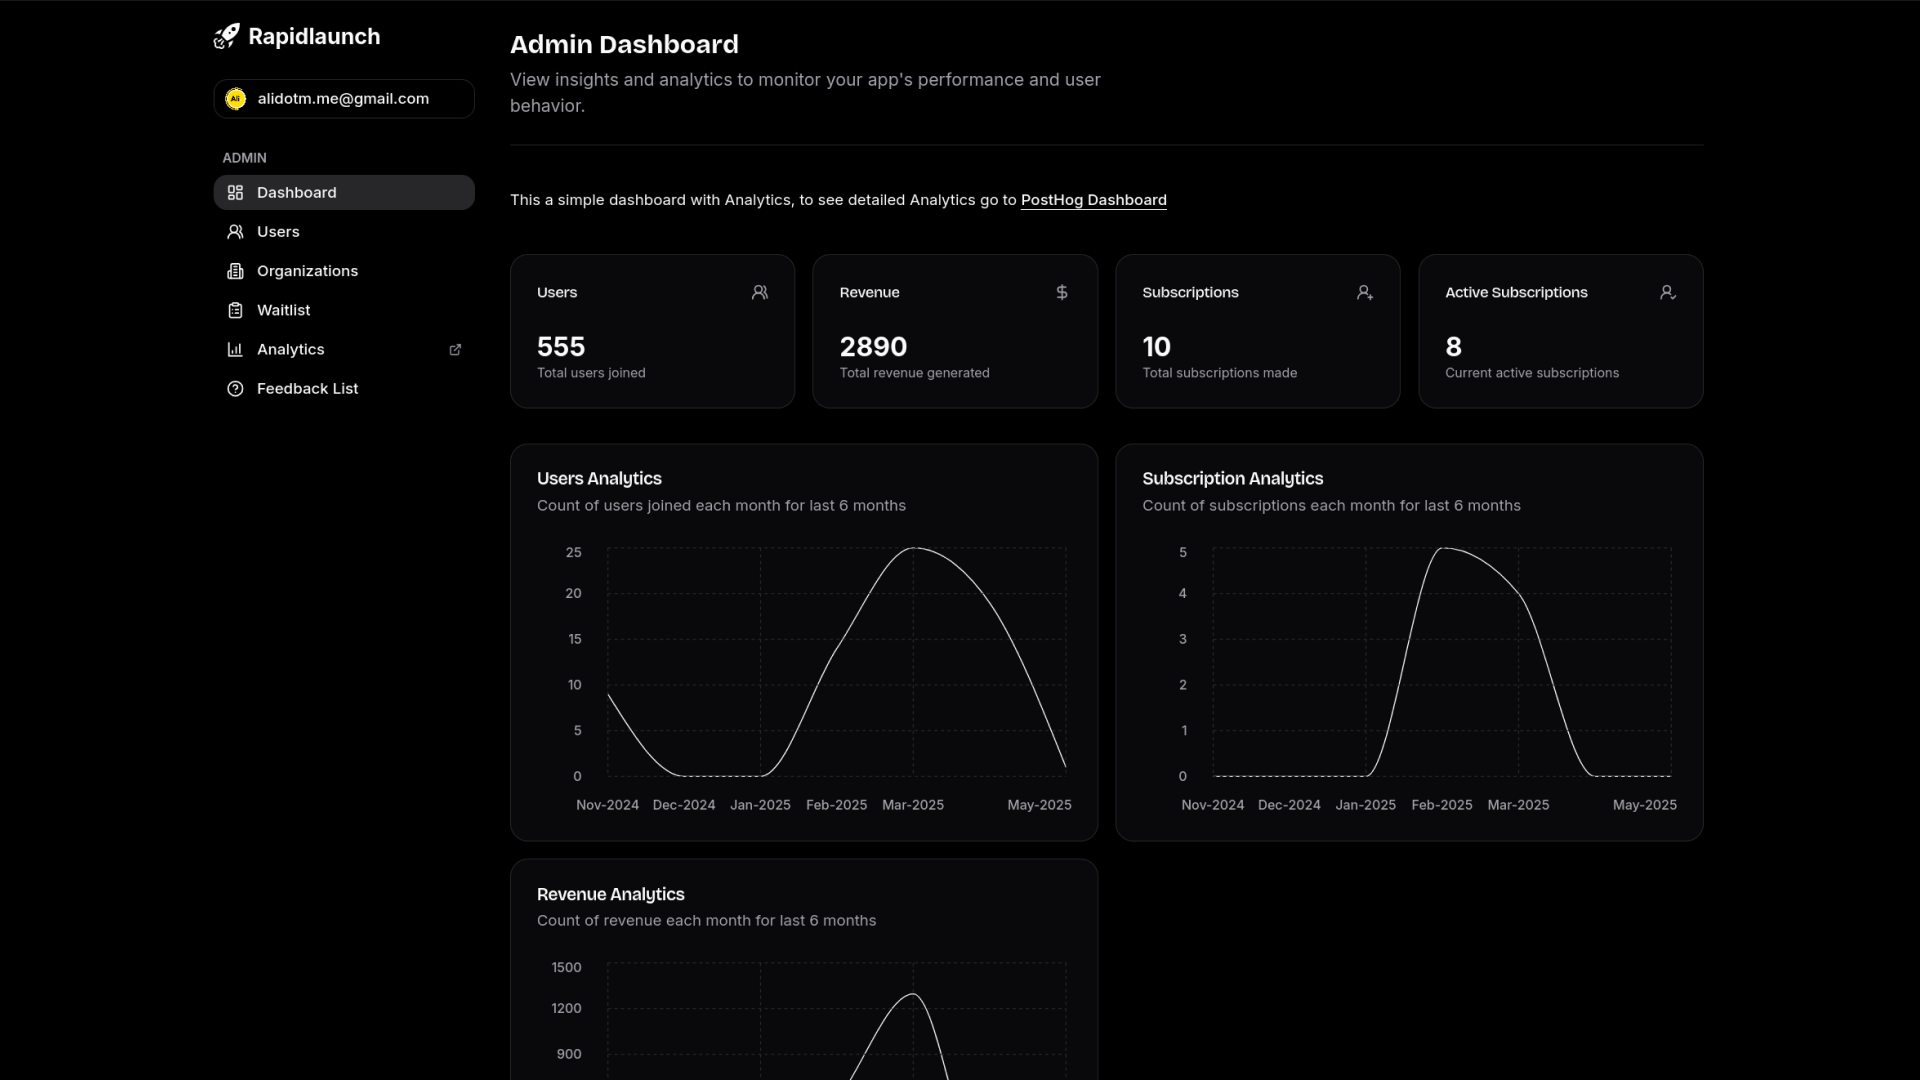 Rapidlaunch
Ali
alidotm.me@gmail.com
ADMIN
Dashboard
Users
Organizations
Waitlist
Analytics
Feedback List
Admin Dashboard
View insights and analytics to monitor your app's performance and user
behavior.
This a simple dashboard with Analytics, to see detailed Analytics go to PostHog Dashboard
Users
555
Total users joined
Revenue
2890
Total revenue generated
Subscriptions
10
Total subscriptions made
Active Subscriptions
8
Current active subscriptions
Users Analytics
Count of users joined each month for last 6 months
25
20
15
10
5
0
Nov-2024 Dec-2024 Jan-2025 Feb-2025 Mar-2025 May-2025
Subscription Analytics
Count of subscriptions each month for last 6 months
5
4
3
2
1
0
Nov-2024 Dec-2024 Jan-2025 Feb-2025 Mar-2025 May-2025
Revenue Analytics
Count of revenue each month for last 6 months
1500
1200
900